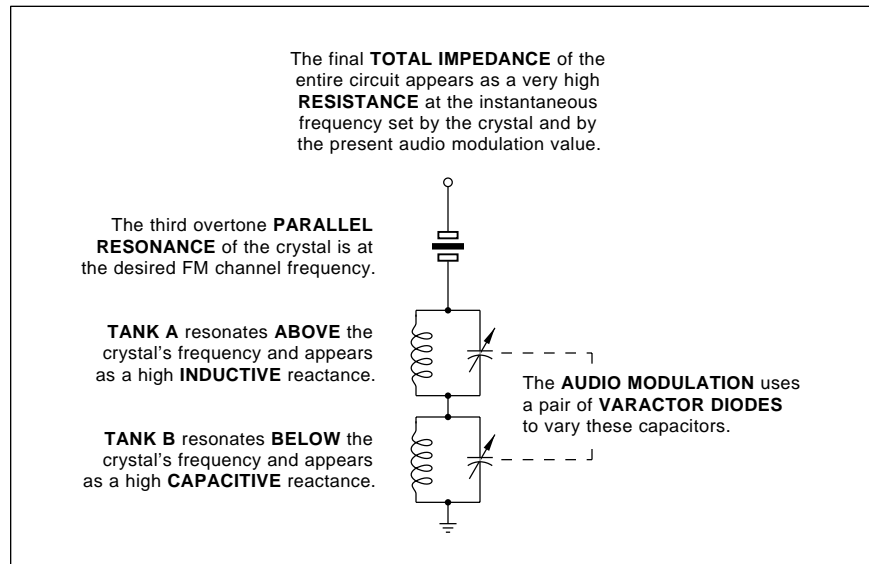 The final TOTAL IMPEDANCE of the
entire circuit appears as a very high
RESISTANCE at the instantaneous
frequency set by the crystal and by
the present audio modulation value.
The third overtone PARALLEL
RESONANCE of the crystal is at
the desired FM channel frequency.
TANK A resonates ABOVE the
crystal’s frequency and appears
as a high INDUCTIVE reactance.
The AUDIO MODULATION uses
a pair of VARACTOR DIODES
to vary these capacitors.
TANK B resonates BELOW the
crystal’s frequency and appears
as a high CAPACITIVE reactance.